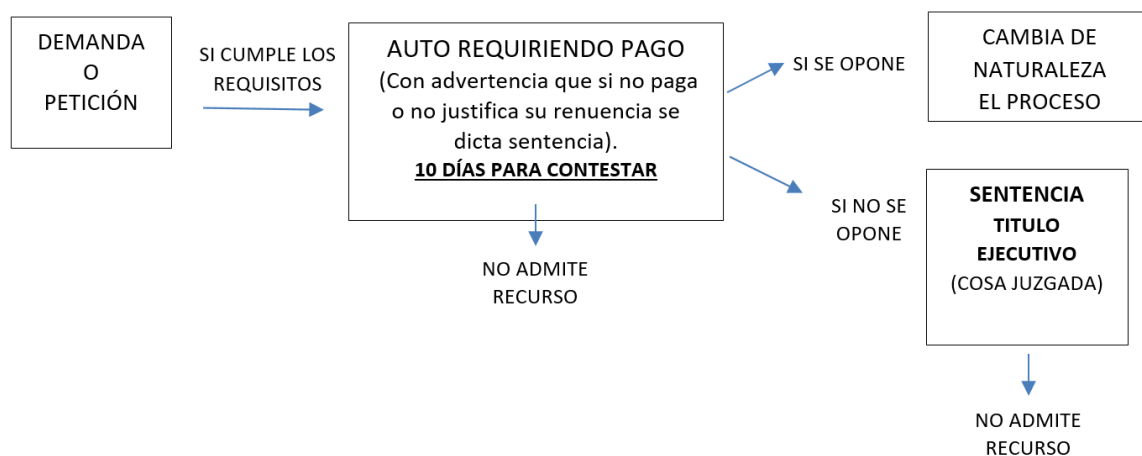 DEMANDA
O
PETICIÓN
SI CUMPLE LOS
REQUISITOS
AUTO REQUIRIENDO PAGO
(Con advertencia que si no paga
o no justifica su renuencia se
dicta sentencia).
10 DÍAS PARA CONTESTAR
NO ADMITE
RECURSO
SI SE OPONE
CAMBIA DE
NATURALEZA
EL PROCESO
SI NO SE
OPONE
SENTENCIA
TITULO
EJECUTIVO
(COSA JUZGADA)
NO ADMITE
RECURSO